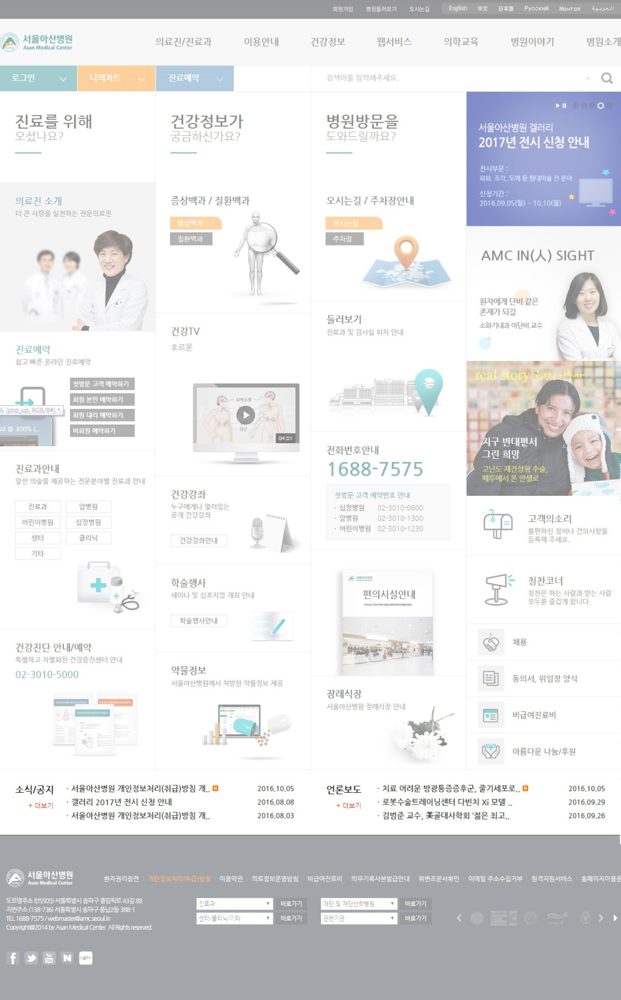 회원가입 병원둘러보기 오시는길 English 中文 日本語 Русский Монгол العربية
서울아산병원
Asan Medical Center
의료진/진료과 이용안내 건강정보 웹서비스 의학교육 병원이야기 병원소개
로그인 나의차트 진료예약 검색어를 입력해주세요.
진료를 위해
오셨나요?
의료진 소개
더 큰 사랑을 실천하는 전문의료진
진료예약
쉽고 빠른 온라인 진료예약
첫방문 고객 예약하기
회원 본인 예약하기
회원 대리 예약하기
비회원 예약하기
% (pop_up, RGB/8#) *
sd @ 300% (...
진료과안내
앞선 의술을 제공하는 전문분야별 진료과 안내
진료과 암병원
어린이병원 심장병원
센터 클리닉
기타
건강진단 안내/예약
특별하고 차별화된 건강증진센터 안내
02-3010-5000
건강정보가
궁금하신가요?
증상백과 / 질환백과
증상백과
질환백과
건강TV
호르몬
04:01
건강강좌
누구에게나 열려있는
공개 건강강좌
건강강좌안내
학술행사
세미나 및 심포지엄 개최 안내
학술행사안내
약물정보
서울아산병원에서 처방한 약물정보 제공
병원방문을
도와드릴까요?
오시는길 / 주차장안내
오시는길
주차장
둘러보기
진료과 및 검사실 위치 안내
전화번호안내
1688-7575
첫방문 고객 예약번호 안내
· 심장병원 02-3010-0600
· 암병원 02-3010-1300
· 어린이병원 02-3010-1230
서울아산병원
편의시설안내
장례식장
서울아산병원 장례식장 안내
서울아산병원 갤러리
2017년 전시 신청 안내
전시부문 :
회화, 조각, 도예 등 현대미술 전 분야
신청기간 :
2016.09.05(월) ~ 10.10(월)
AMC IN(人) SIGHT
환자에게 단비 같은
존재가 되길
소화기내과 이단비 교수
real story
지구 반대편서
그린 희망
고난도 재건성형 수술,
페루에서 온 안셀로
고객의소리
불편하신 점이나 건의사항을
등록해 주세요.
칭찬코너
칭찬은 하는 사람과 받는 사람
모두를 즐겁게 합니다.
채용
동의서, 위임장 양식
비급여진료비
아름다운 나눔/후원
소식/공지
+ 더보기
· 서울아산병원 개인정보처리(취급)방침 개.. N 2016.10.05
· 갤러리 2017년 전시 신청 안내 2016.08.08
· 서울아산병원 개인정보처리(취급)방침 개.. 2016.08.03
언론보도
+ 더보기
· 치료 어려운 방광통증증후군, 줄기세포로.. N 2016.10.05
· 로봇수술트레이닝센터 다빈치 Xi 모델 .. 2016.09.29
· 김범준 교수, 美골대사학회 '젊은 최고.. 2016.09.26
서울아산병원
Asan Medical Center
환자권리장전 개인정보처리(취급)방침 이용약관 의료정보운영방침 비급여진료비 의무기록사본발급안내 위변조문서확인 이메일 주소수집거부 원격지원서비스 홈페이지이용문
도로명주소 (05505) 서울특별시 송파구 올림픽로 43길 88
지번주소 (138-736) 서울특별시 송파구 풍납2동 388-1
TEL 1688-7575 / webmaster@amc.seoul.kr
Copyright@2014 by Asan Medical Center. All Rights reserved.
진료과 바로가기 재단 및 재단산하병원 바로가기
센터/클리닉/기타 바로가기 관련기관 바로가기